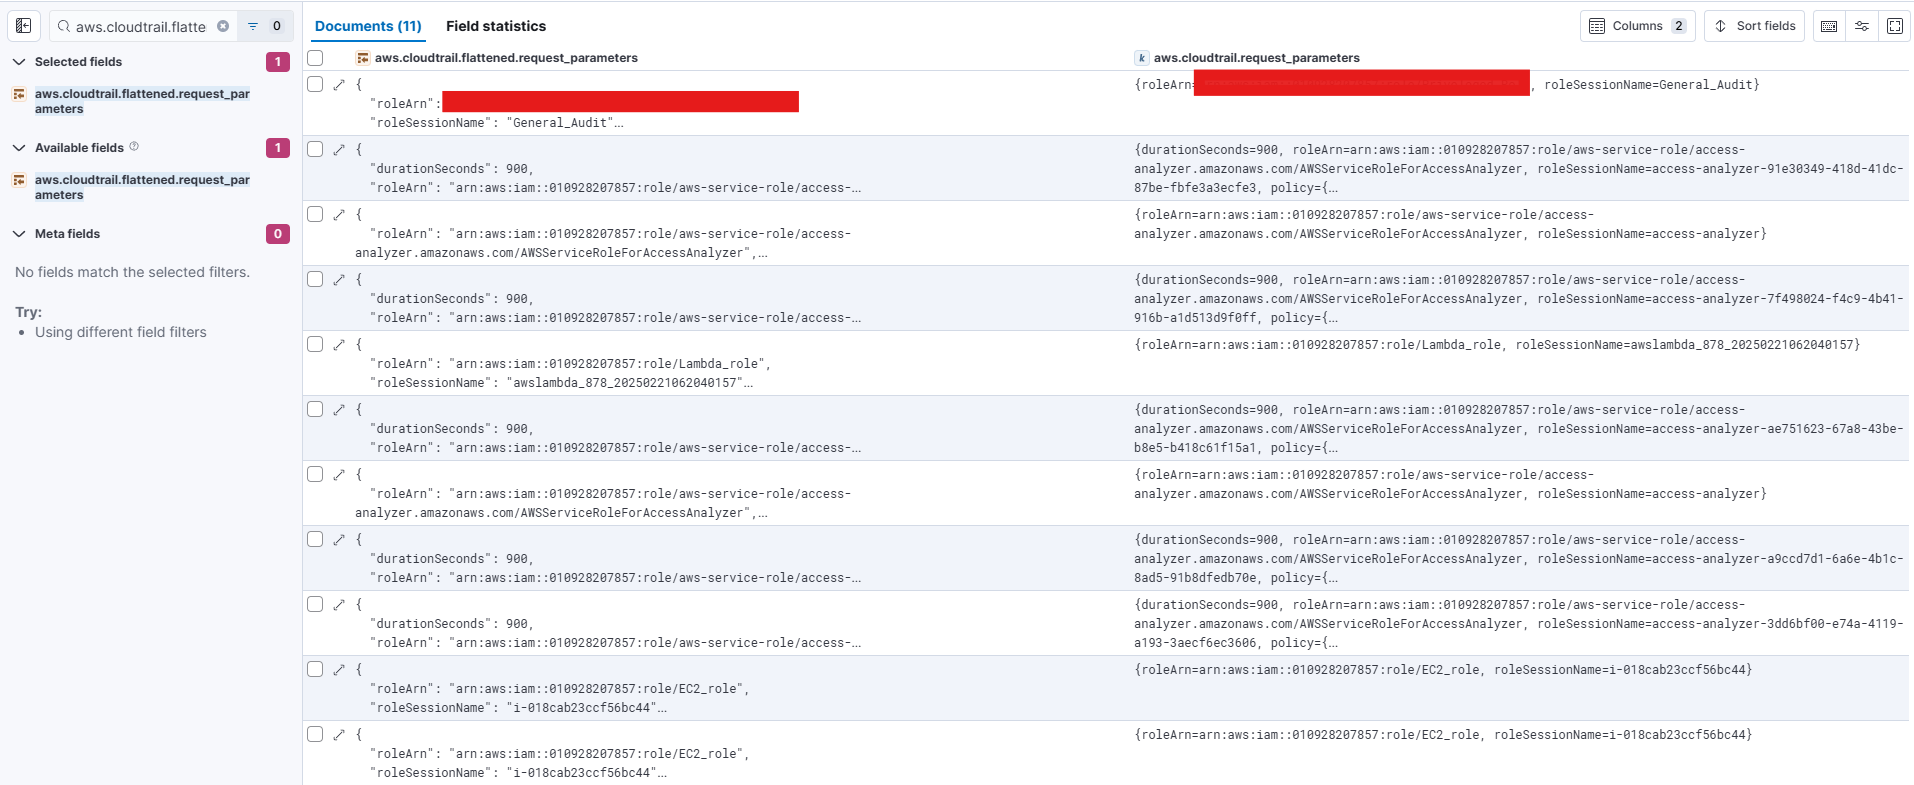 aws.cloudtrail.flatte
0
Documents (11)
Field statistics
Columns 2
Sort fields
Selected fields
1
aws.cloudtrail.flattened.request_par
ameters
Available fields
1
aws.cloudtrail.flattened.request_par
ameters
Meta fields
0
No fields match the selected filters.
Try:
• Using different field filters
aws.cloudtrail.flattened.request_parameters
k aws.cloudtrail.request_parameters
{
"roleArn":
"roleSessionName": "General_Audit"…
{roleArn= , roleSessionName=General_Audit}
{
"durationSeconds": 900,
"roleArn": "arn:aws:iam::010928207857:role/aws-service-role/access-…
{durationSeconds=900, roleArn=arn:aws:iam::010928207857:role/aws-service-role/access-
analyzer.amazonaws.com/AWSServiceRoleForAccessAnalyzer, roleSessionName=access-analyzer-91e30349-418d-41dc-
87be-fbfe3a3ecfe3, policy={…
{
"roleArn": "arn:aws:iam::010928207857:role/aws-service-role/access-
analyzer.amazonaws.com/AWSServiceRoleForAccessAnalyzer",…
{roleArn=arn:aws:iam::010928207857:role/aws-service-role/access-
analyzer.amazonaws.com/AWSServiceRoleForAccessAnalyzer, roleSessionName=access-analyzer}
{
"durationSeconds": 900,
"roleArn": "arn:aws:iam::010928207857:role/aws-service-role/access-…
{durationSeconds=900, roleArn=arn:aws:iam::010928207857:role/aws-service-role/access-
analyzer.amazonaws.com/AWSServiceRoleForAccessAnalyzer, roleSessionName=access-analyzer-7f498024-f4c9-4b41-
916b-a1d513d9f0ff, policy={…
{
"roleArn": "arn:aws:iam::010928207857:role/Lambda_role",
"roleSessionName": "awslambda_878_20250221062040157"…
{roleArn=arn:aws:iam::010928207857:role/Lambda_role, roleSessionName=awslambda_878_20250221062040157}
{
"durationSeconds": 900,
"roleArn": "arn:aws:iam::010928207857:role/aws-service-role/access-…
{durationSeconds=900, roleArn=arn:aws:iam::010928207857:role/aws-service-role/access-
analyzer.amazonaws.com/AWSServiceRoleForAccessAnalyzer, roleSessionName=access-analyzer-ae751623-67a8-43be-
b8e5-b418c61f15a1, policy={…
{
"roleArn": "arn:aws:iam::010928207857:role/aws-service-role/access-
analyzer.amazonaws.com/AWSServiceRoleForAccessAnalyzer",…
{roleArn=arn:aws:iam::010928207857:role/aws-service-role/access-
analyzer.amazonaws.com/AWSServiceRoleForAccessAnalyzer, roleSessionName=access-analyzer}
{
"durationSeconds": 900,
"roleArn": "arn:aws:iam::010928207857:role/aws-service-role/access-…
{durationSeconds=900, roleArn=arn:aws:iam::010928207857:role/aws-service-role/access-
analyzer.amazonaws.com/AWSServiceRoleForAccessAnalyzer, roleSessionName=access-analyzer-a9ccd7d1-6a6e-4b1c-
8ad5-91b8dfedb70e, policy={…
{
"durationSeconds": 900,
"roleArn": "arn:aws:iam::010928207857:role/aws-service-role/access-…
{durationSeconds=900, roleArn=arn:aws:iam::010928207857:role/aws-service-role/access-
analyzer.amazonaws.com/AWSServiceRoleForAccessAnalyzer, roleSessionName=access-analyzer-3dd6bf00-e74a-4119-
a193-3aecf6ec3606, policy={…
{
"roleArn": "arn:aws:iam::010928207857:role/EC2_role",
"roleSessionName": "i-018cab23ccf56bc44"…
{roleArn=arn:aws:iam::010928207857:role/EC2_role, roleSessionName=i-018cab23ccf56bc44}
{
"roleArn": "arn:aws:iam::010928207857:role/EC2_role",
"roleSessionName": "i-018cab23ccf56bc44"…
{roleArn=arn:aws:iam::010928207857:role/EC2_role, roleSessionName=i-018cab23ccf56bc44}